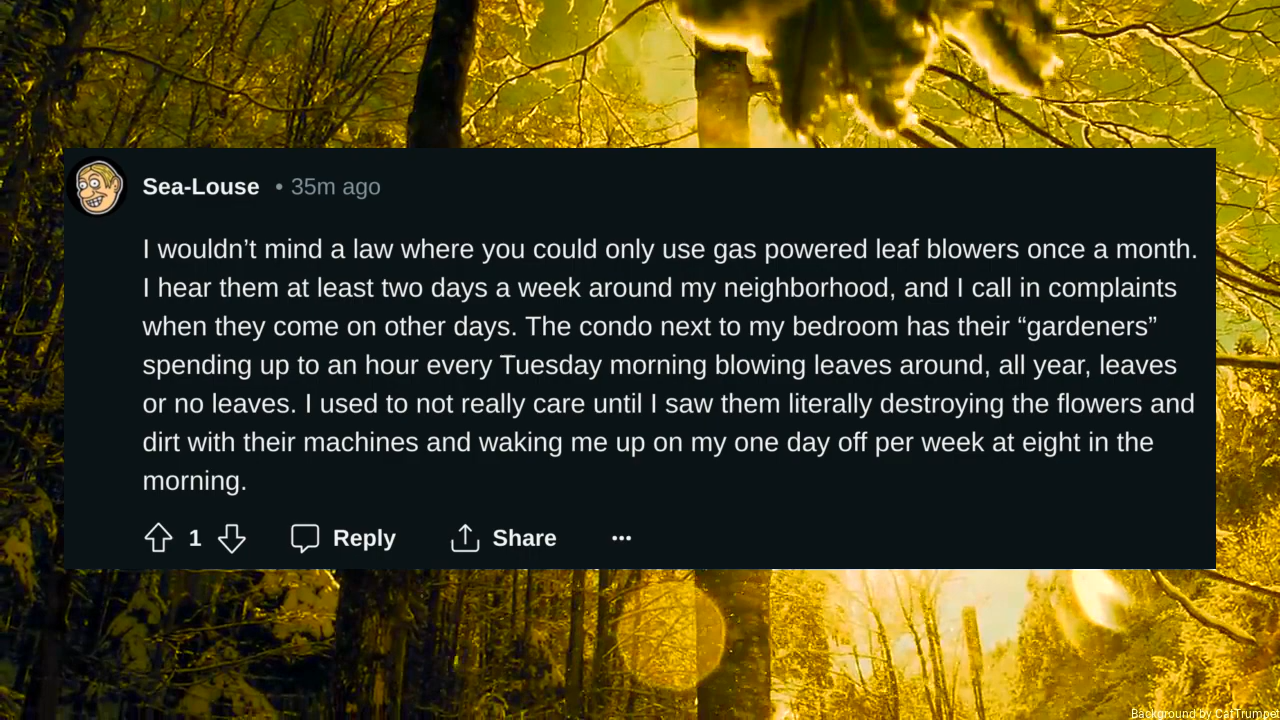 Sea-Louse • 35m ago
I wouldn’t mind a law where you could only use gas powered leaf blowers once a month.
I hear them at least two days a week around my neighborhood, and I call in complaints
when they come on other days. The condo next to my bedroom has their “gardeners”
spending up to an hour every Tuesday morning blowing leaves around, all year, leaves
or no leaves. I used to not really care until I saw them literally destroying the flowers and
dirt with their machines and waking me up on my one day off per week at eight in the
morning.
1 Reply Share ···
Background by CatTrumpet